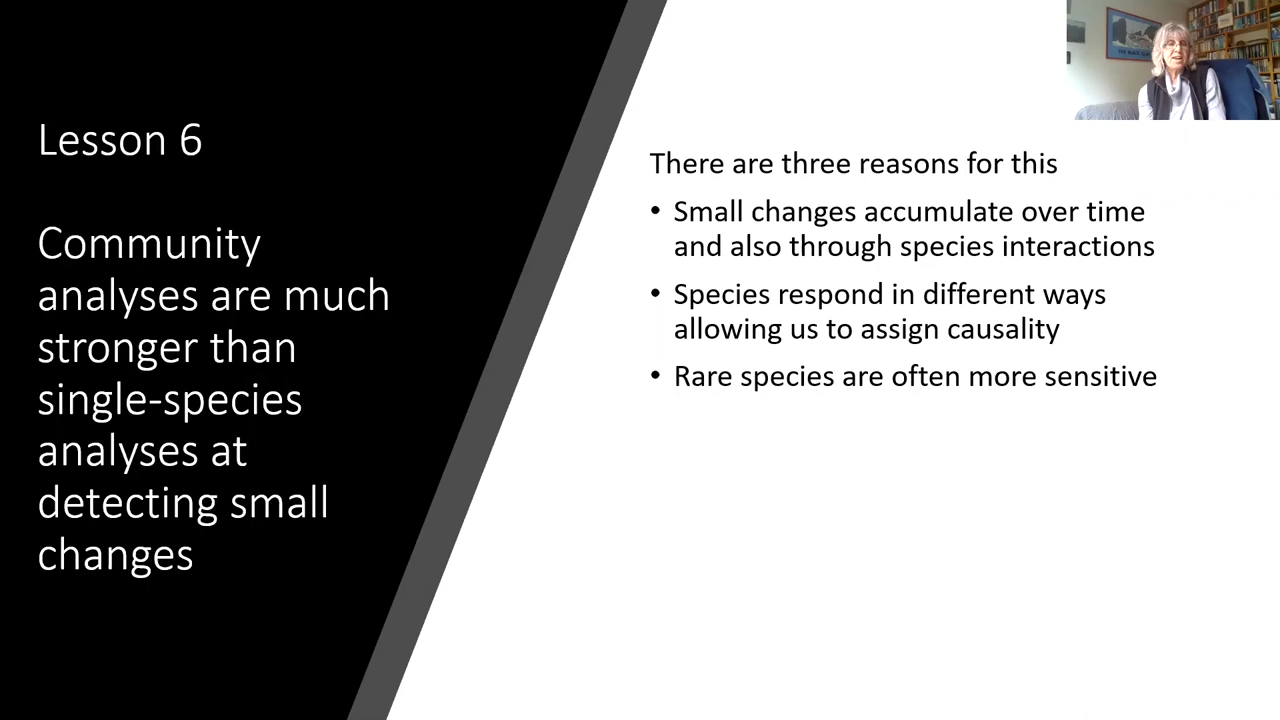 Lesson 6
Community
analyses are much
stronger than
single-species
analyses at
detecting small
changes
There are three reasons for this
• Small changes accumulate over time
and also through species interactions
• Species respond in different ways
allowing us to assign causality
• Rare species are often more sensitive